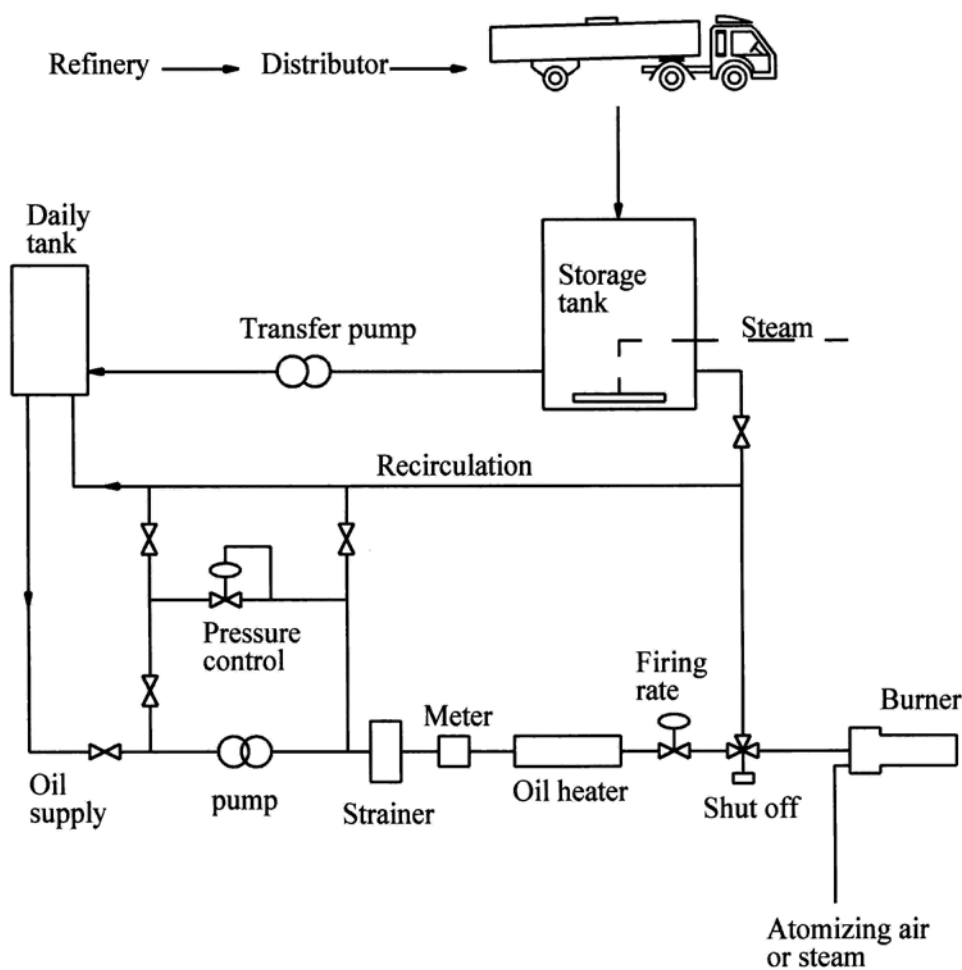 Refinery
Distributor
Daily
tank
Storage
tank
Transfer pump
Steam
Recirculation
Pressure
control
Firing
rate
Burner
Meter
Oil
supply
pump
Strainer
Oil heater
Shut off
Atomizing air
or steam